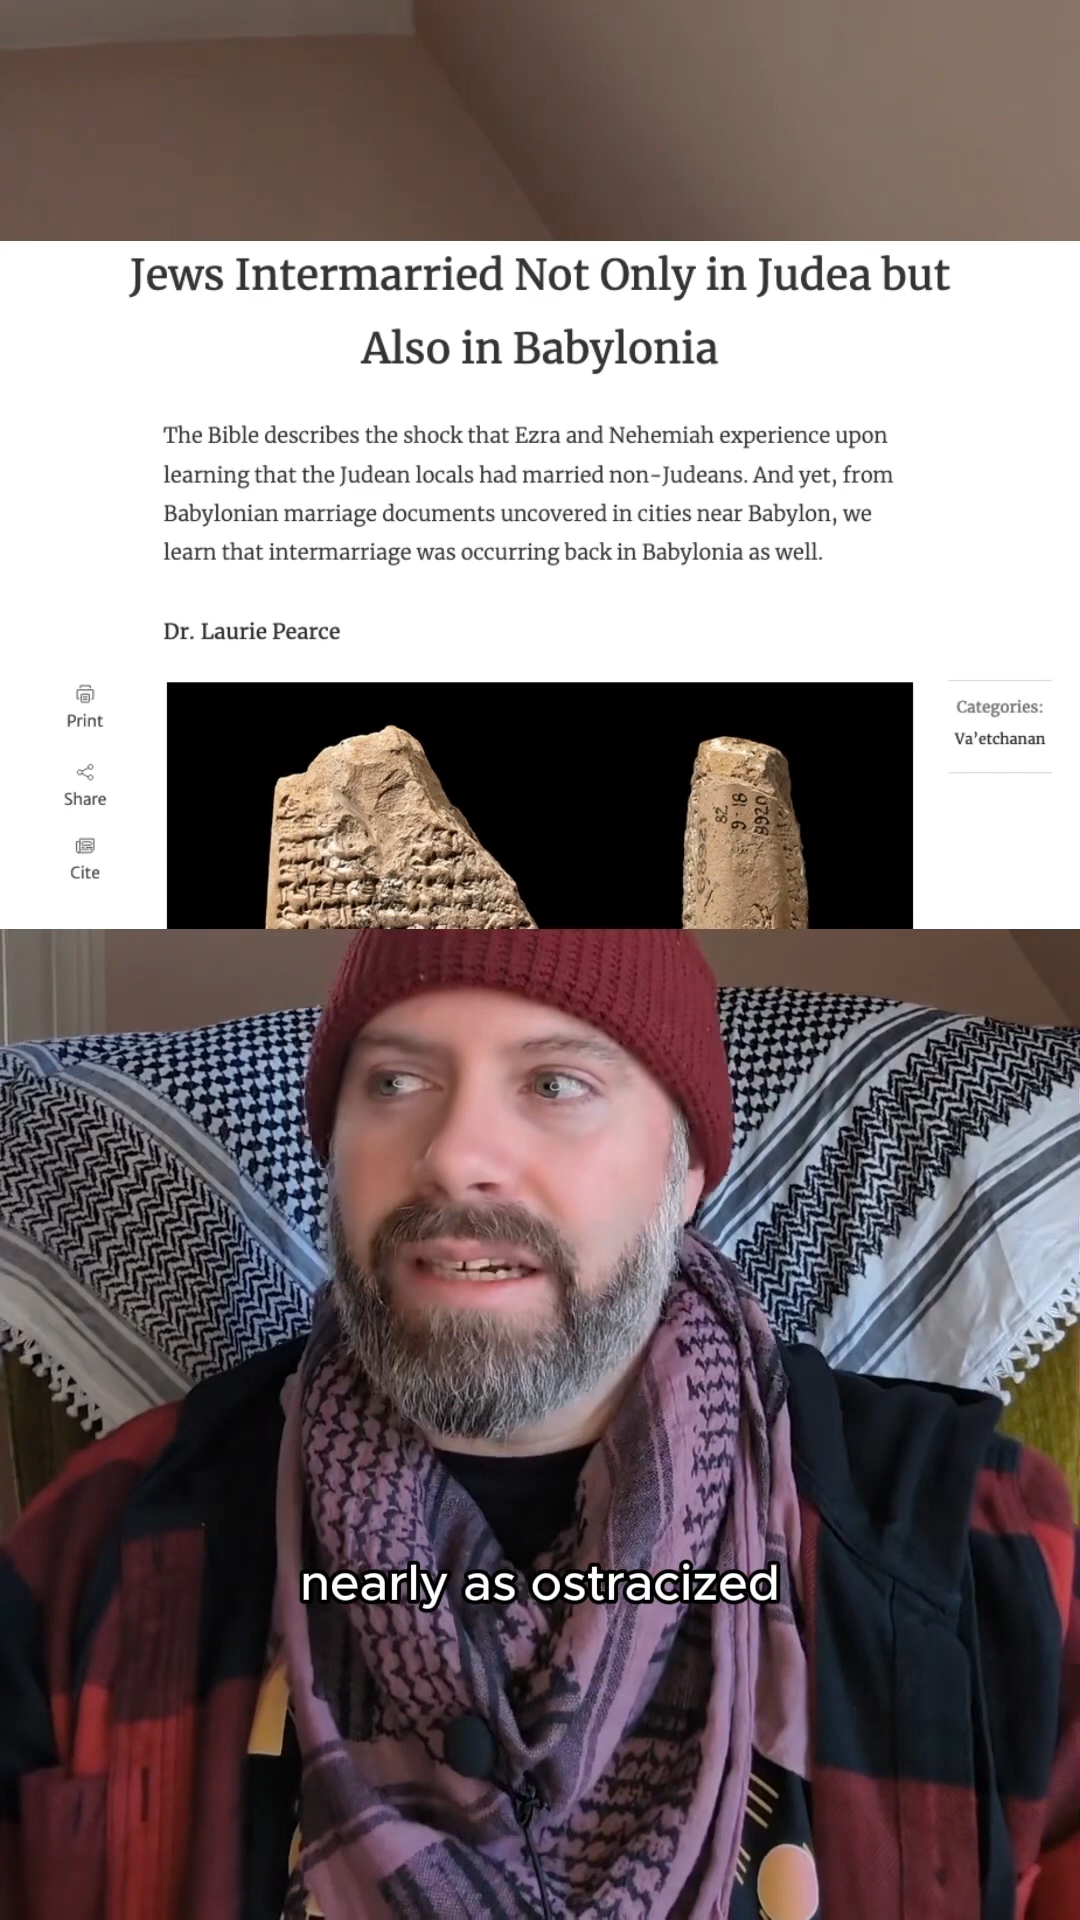 Jews Intermarried Not Only in Judea but
Also in Babylonia
The Bible describes the shock that Ezra and Nehemiah experience upon
learning that the Judean locals had married non-Judeans. And yet, from
Babylonian marriage documents uncovered in cities near Babylon, we
learn that intermarriage was occurring back in Babylonia as well.
Dr. Laurie Pearce
Print
Share
Cite
Categories:
Va'etchanan
82
9-18
nearly as ostracized